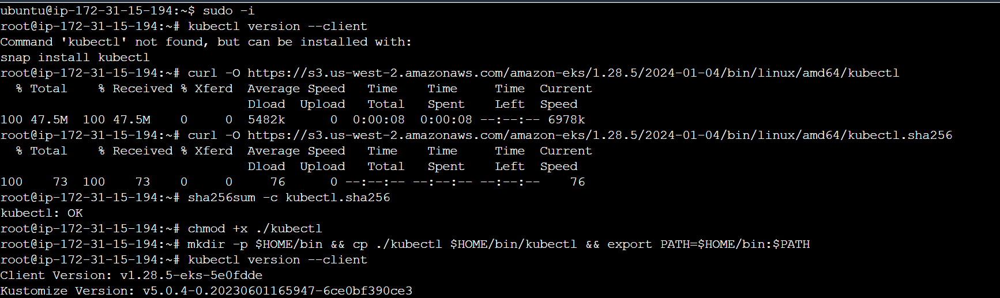 ubuntu@ip-172-31-15-194:~$ sudo -i
root@ip-172-31-15-194:~# kubectl version --client
Command 'kubectl' not found, but can be installed with:
snap install kubectl
root@ip-172-31-15-194:~# curl -O https://s3.us-west-2.amazonaws.com/amazon-eks/1.28.5/2024-01-04/bin/linux/amd64/kubectl
  % Total    % Received % Xferd  Average Speed   Time    Time     Time  Current
                                 Dload  Upload   Total   Spent    Left  Speed
100 47.5M  100 47.5M    0     0  5482k      0  0:00:08  0:00:08 --:--:-- 6978k
root@ip-172-31-15-194:~# curl -O https://s3.us-west-2.amazonaws.com/amazon-eks/1.28.5/2024-01-04/bin/linux/amd64/kubectl.sha256
  % Total    % Received % Xferd  Average Speed   Time    Time     Time  Current
                                 Dload  Upload   Total   Spent    Left  Speed
100    73  100    73    0     0     76      0 --:--:-- --:--:-- --:--:--    76
root@ip-172-31-15-194:~# sha256sum -c kubectl.sha256
kubectl: OK
root@ip-172-31-15-194:~# chmod +x ./kubectl
root@ip-172-31-15-194:~# mkdir -p $HOME/bin && cp ./kubectl $HOME/bin/kubectl && export PATH=$HOME/bin:$PATH
root@ip-172-31-15-194:~# kubectl version --client
Client Version: v1.28.5-eks-5e0fdde
Kustomize Version: v5.0.4-0.20230601165947-6ce0bf390ce3